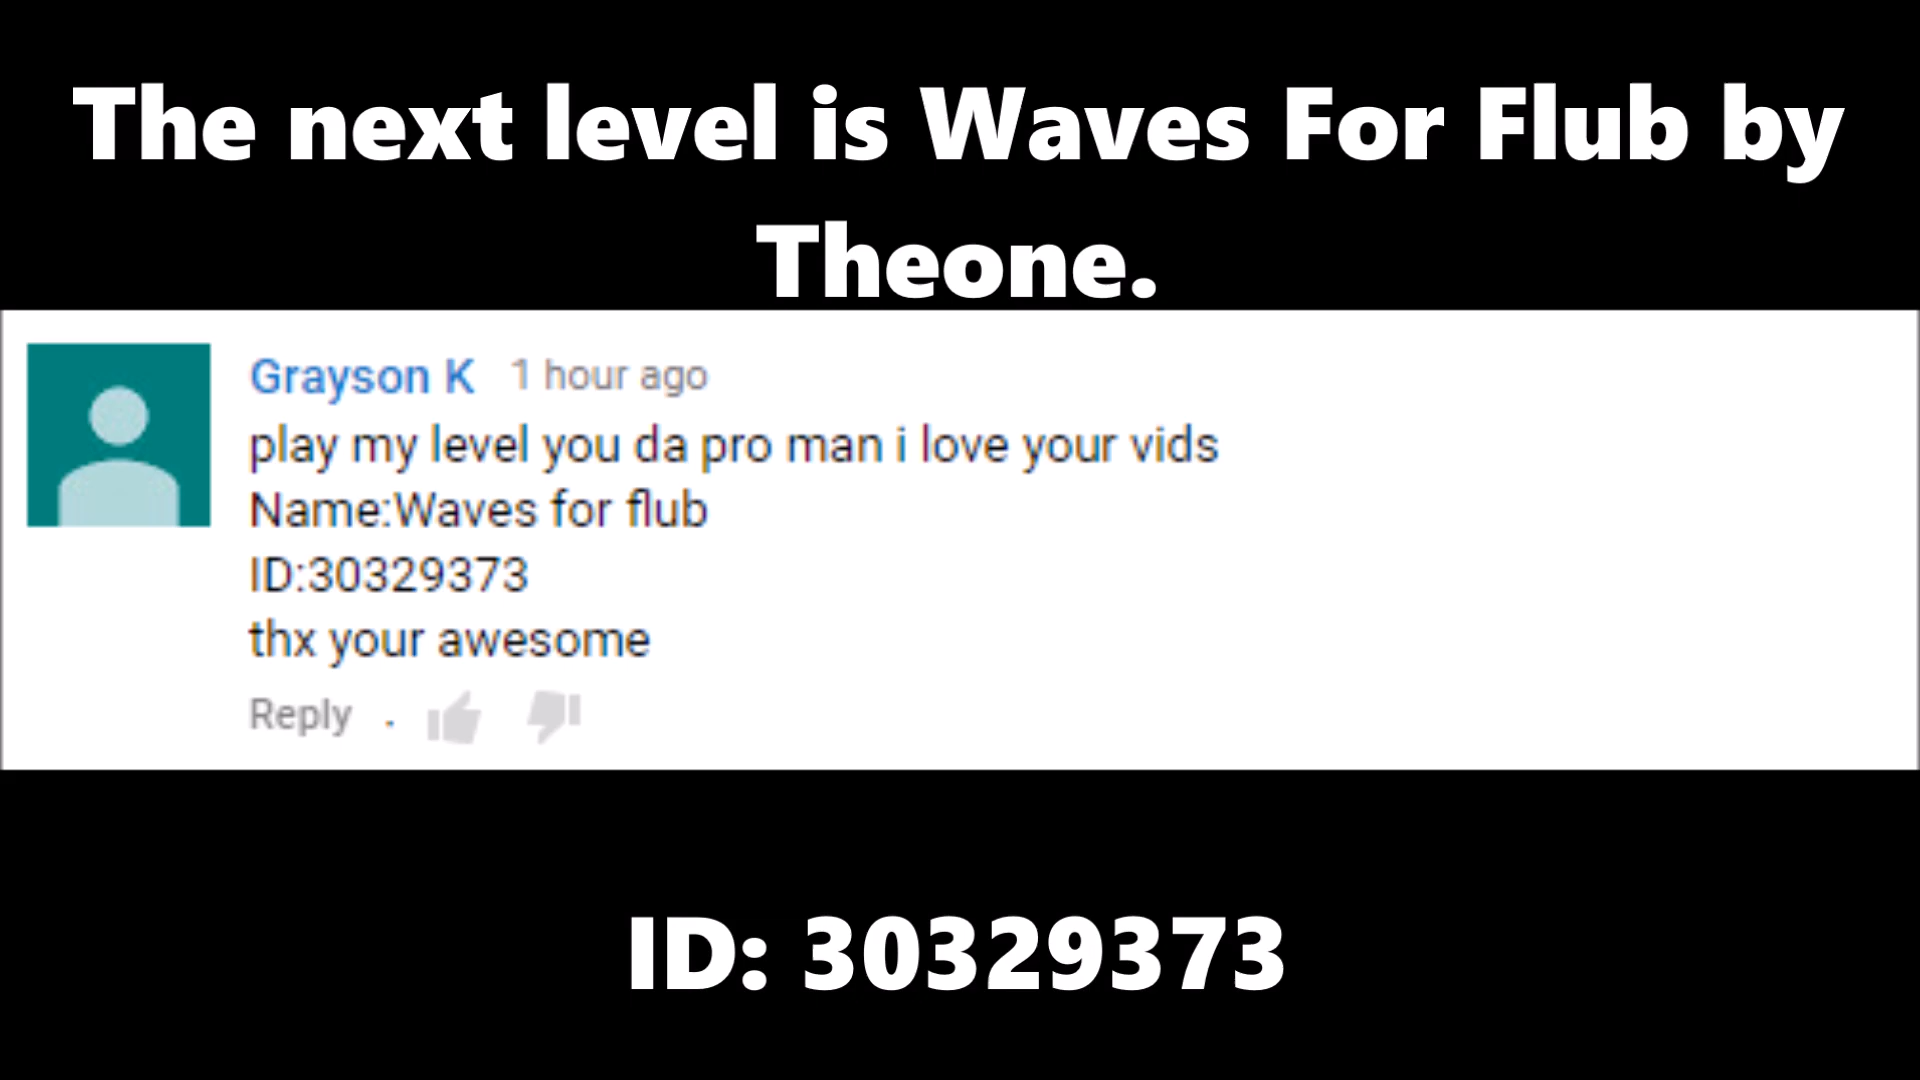 The next level is Waves For Flub by
Theone.
Grayson K 1 hour ago
play my level you da pro man i love your vids
Name:Waves for flub
ID:30329373
thx your awesome
Reply .
ID: 30329373